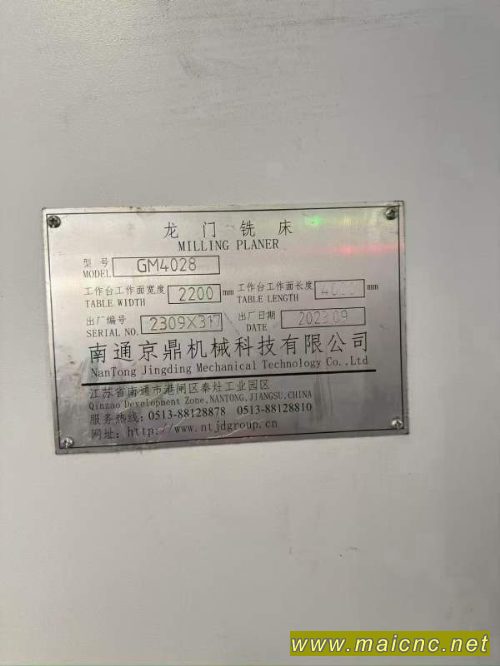 龙门铣床
MILLING PLANER
型号 MODEL GM4028
工作台工作面宽度 TABLE WIDTH 2200 mm 工作台工作面长度 TABLE LENGTH mm
出厂编号 SERIAL NO. 2309X317 出厂日期 DATE 2023.09
南通京鼎机械科技有限公司
NanTong Jingding Mechanical Technology Co.,Ltd
江苏省南通市港闸区秦灶工业园区
Qinzao Development Zone,NANTONG,JIANGSU,CHINA
服务热线:0513-88128878 0513-88128810
网址:http://www.ntjdgroup.cn
www.maicnc.net